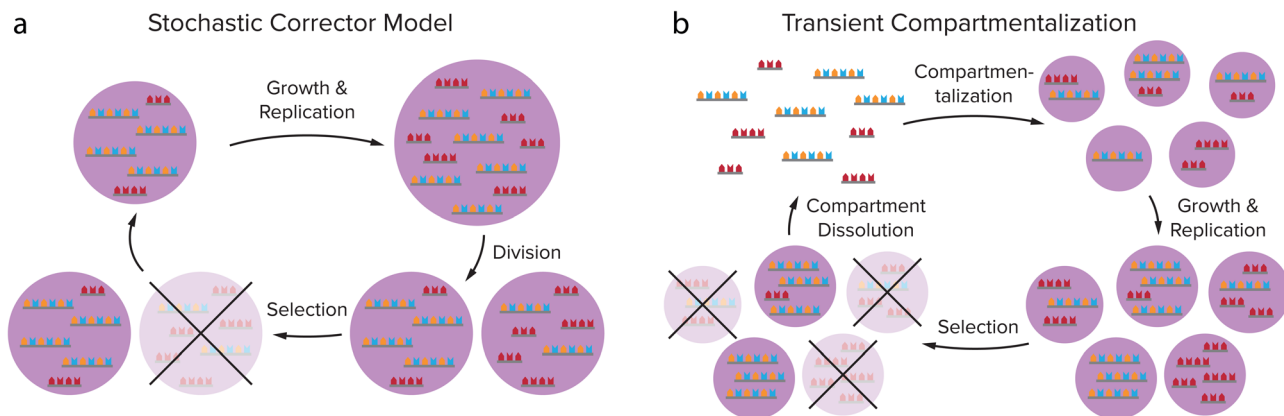 a
Stochastic Corrector Model
Growth &
Replication
Division
Selection
b
Transient Compartmentalization
Compartmen-
talization
Growth &
Replication
Selection
Compartment
Dissolution